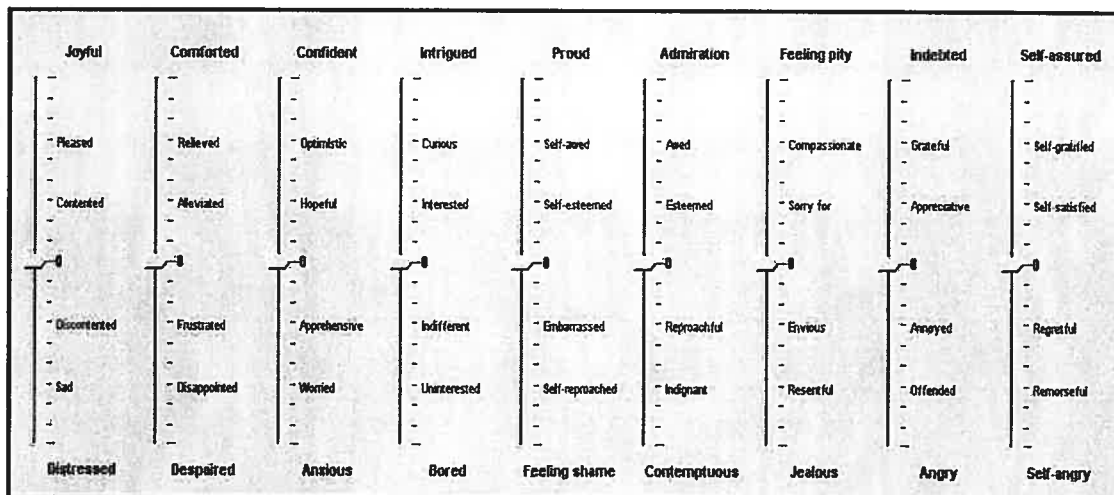 Joyful Comforted Confident Intrigued Proud Admiration Feeling pity Indebted Self-assured
Pleased Relieved Optimistic Curious Self-awed Awed Compassionate Grateful Self-gratified
Contented Alleviated Hopeful Interested Self-esteemed Esteemed Sorry for Appreciative Self-satisfied
0 0 0 0 0 0 0 0 0
Discontented Frustrated Apprehensive Indifferent Embarrassed Reproachful Envious Annoyed Regretful
Sad Disappointed Worried Uninterested Self-reproached Indignant Resentful Offended Remorseful
Distressed Despaired Anxious Bored Feeling shame Contemptuous Jealous Angry Self-angry